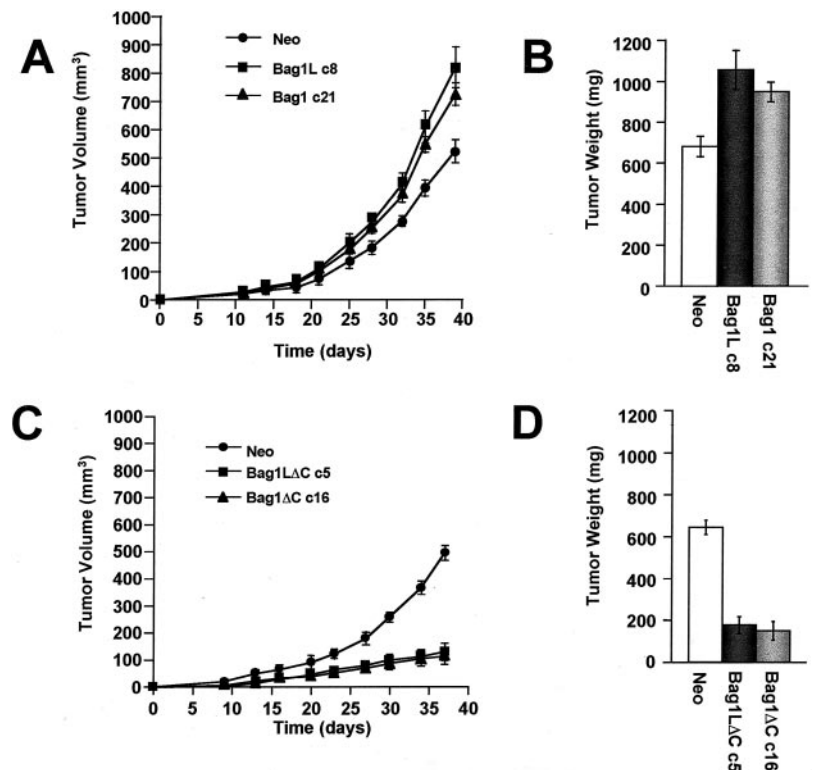 A
Tumor Volume (mm³)
1000
900
800
700
600
500
400
300
200
100
0
0 5 10 15 20 25 30 35 40
Time (days)
Neo
Bag1L c8
Bag1 c21
B
Tumor Weight (mg)
1200
1000
800
600
400
200
0
Neo
Bag1L c8
Bag1 c21
C
Tumor Volume (mm³)
1000
900
800
700
600
500
400
300
200
100
0
0 5 10 15 20 25 30 35 40
Time (days)
Neo
Bag1LΔC c5
Bag1ΔC c16
D
Tumor Weight (mg)
1200
1000
800
600
400
200
0
Neo
Bag1LΔC c5
Bag1ΔC c16